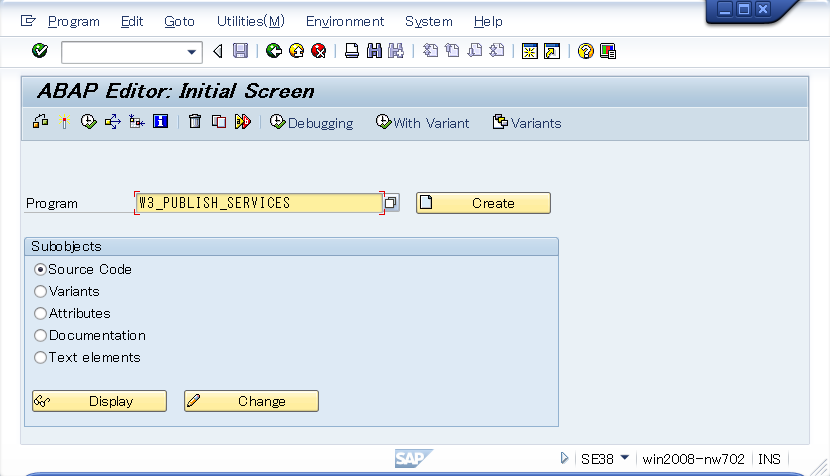 Program Edit Goto Utilities(M) Environment System Help
ABAP Editor: Initial Screen
Debugging With Variant Variants
Program W3_PUBLISH_SERVICES Create
Subobjects
Source Code
Variants
Attributes
Documentation
Text elements
Display Change
SAP SE38 win2008-nw702 INS